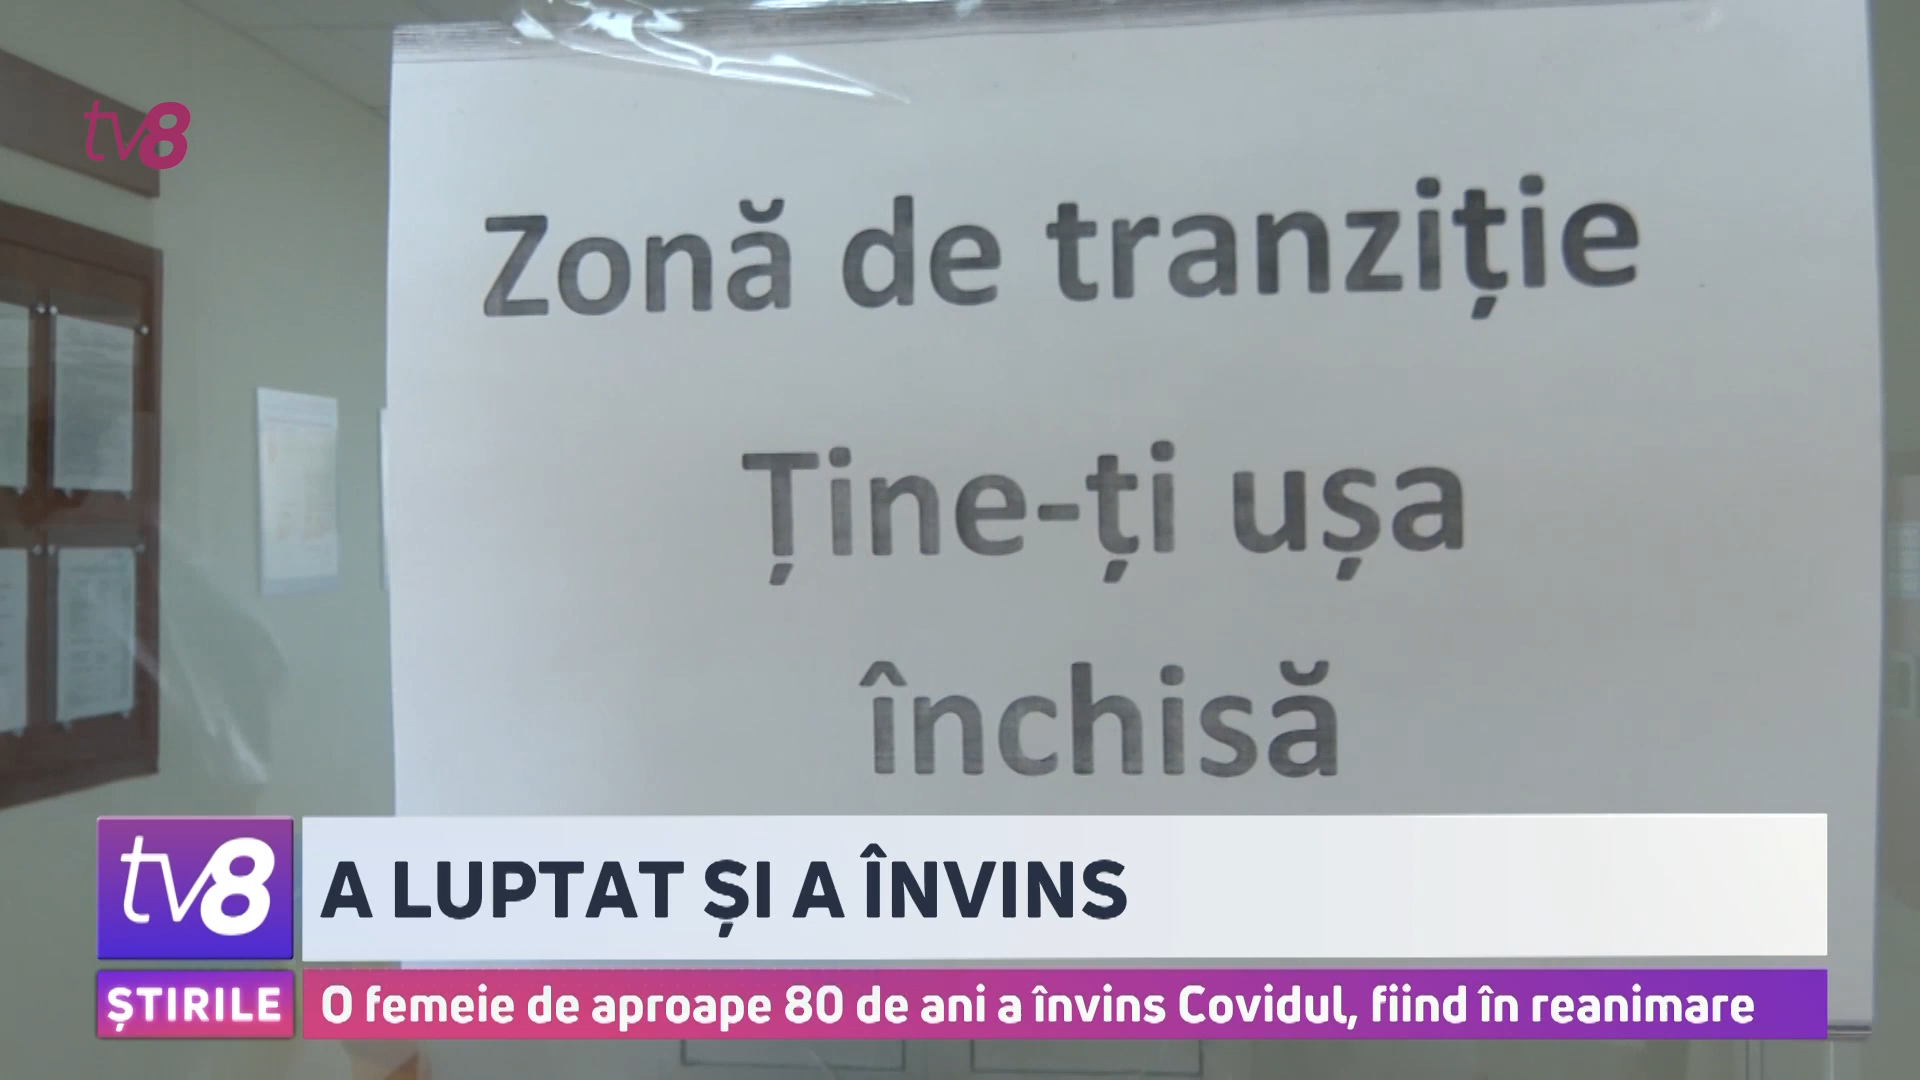 tv8
Zonă de tranziție
Ține-ți ușa
închisă
tv8
A LUPTAT ȘI A ÎNVINS
ȘTIRILE
O femeie de aproape 80 de ani a învins Covidul, fiind în reanimare